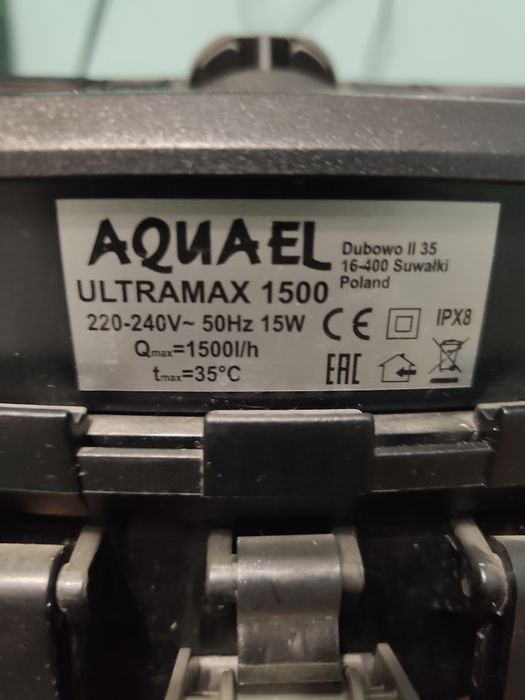 AQUAEL
Dubowo II 35
16-400 Suwałki
Poland
ULTRAMAX 1500
220-240V~ 50Hz 15W CE IPX8
Qmax=1500l/h
tmax=35°C
EAC